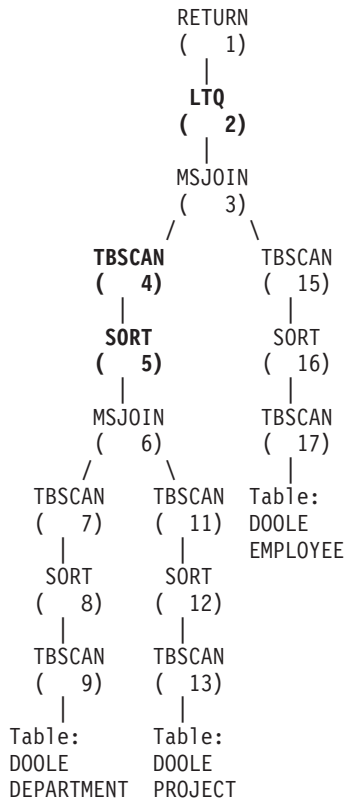 RETURN
( 1)
|
LTQ
( 2)
|
MSJOIN
( 3)
/ \
TBSCAN TBSCAN
( 4) ( 15)
| |
SORT SORT
( 5) ( 16)
| |
MSJOIN TBSCAN
( 6) ( 17)
/ \ |
TBSCAN TBSCAN Table:
( 7) ( 11) DOOLE
| | EMPLOYEE
SORT SORT
( 8) ( 12)
| |
TBSCAN TBSCAN
( 9) ( 13)
| |
Table: Table:
DOOLE DOOLE
DEPARTMENT PROJECT